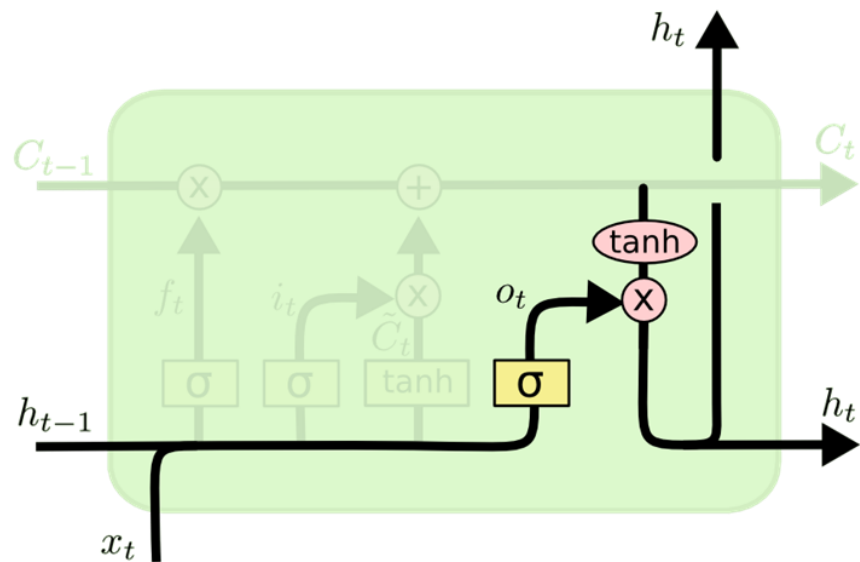 h_t
C_{t-1} C_t
x +
tanh
f_t i_t x o_t x
C̃_t
σ σ tanh σ
h_{t-1} h_t
x_t